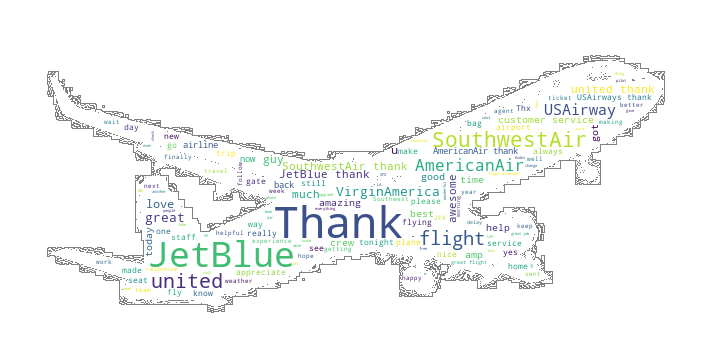 united thank
ticket USAirways thank
Thx
USAirway
better
agent
bag
customer service
making
wait
day
new
airport
SouthwestAir
got
go
airline
u
make
AmericanAir thank
always
finally
trip
now
guy
SouthwestAir thank
AmericanAir
well
travel
follow
gate
JetBlue thank
good
time
back
still
week
much
VirginAmerica
awesome
year
next
love
amazing
please
great
Thank
best
flying
help
keep
today
one
way
flight
staff
experience
crew
tonight
plane
service
JetBlue
see
getting
nice
amp
yes
work
hope
great flight
home
made
appreciate
happy
seat
united
weather
fly
know
team